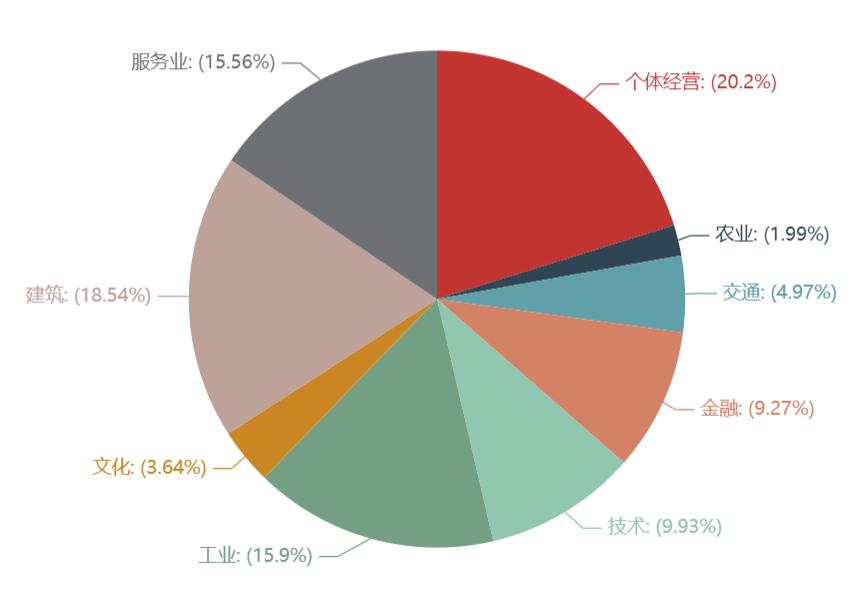 服务业: (15.56%)
个体经营: (20.2%)
农业: (1.99%)
交通: (4.97%)
建筑: (18.54%)
金融: (9.27%)
文化: (3.64%)
技术: (9.93%)
工业: (15.9%)